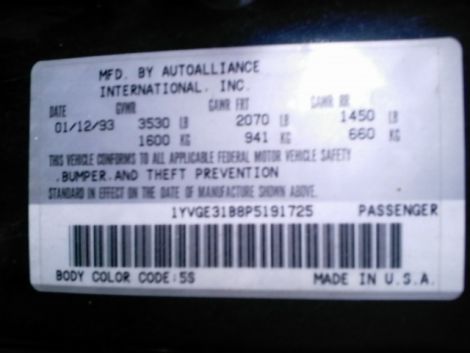 MFD. BY AUTOALLIANCE
INTERNATIONAL, INC.
DATE GVWR GAWR FRT GAWR RR
01/12/93 3530 LB 2070 LB 1450 LB
1600 KG 941 KG 660 KG
THIS VEHICLE CONFORMS TO ALL APPLICABLE FEDERAL MOTOR VEHICLE SAFETY
,BUMPER,AND THEFT PREVENTION
STANDARD IN EFFECT ON THE DATE OF MANUFACTURE SHOWN ABOVE.
1YVGE31B8P5191725 PASSENGER
BODY COLOR CODE:5S MADE IN U.S.A.